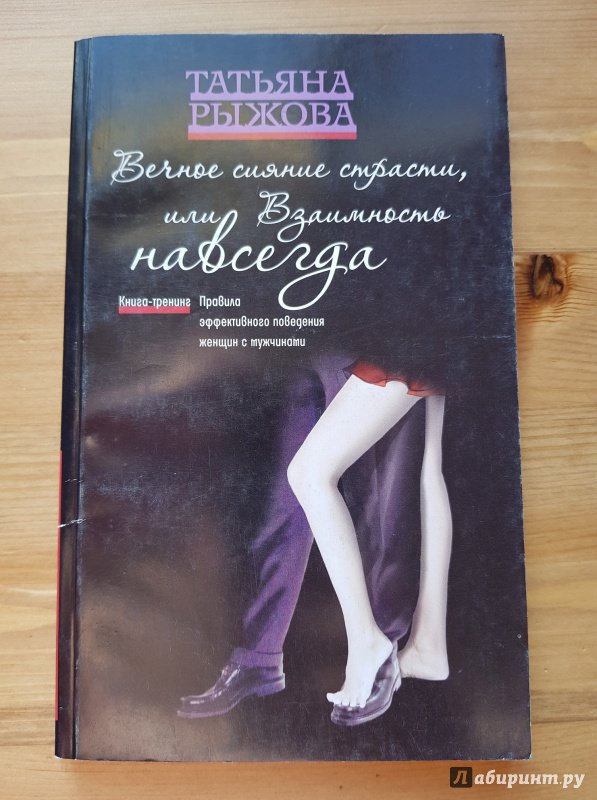 ТАТЬЯНА
РЫЖОВА
Вечное сияние страсти,
или Взаимность
навсегда
Книга-тренинг Правила
эффективного поведения
женщин с мужчинами
Лабиринт.ру